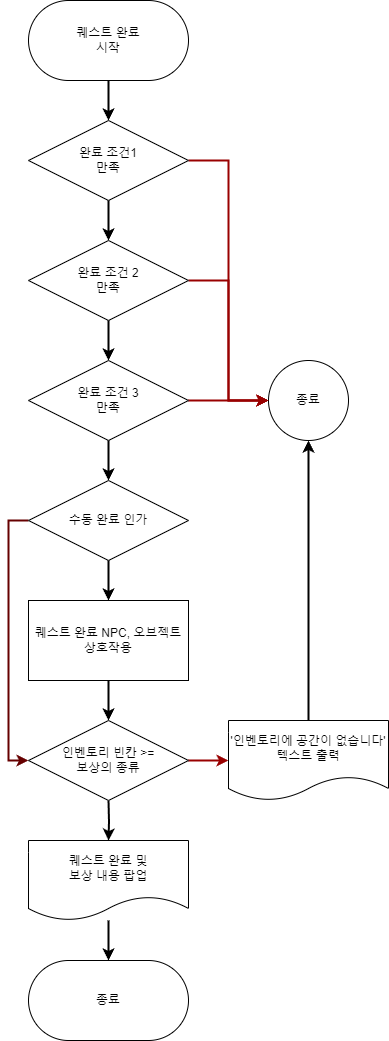 퀘스트 완료
시작
완료 조건1
만족
완료 조건 2
만족
완료 조건 3
만족
종료
수동 완료 인가
퀘스트 완료 NPC, 오브젝트
상호작용
인벤토리 빈칸 >=
보상의 종류
'인벤토리에 공간이 없습니다'
텍스트 출력
퀘스트 완료 및
보상 내용 팝업
종료